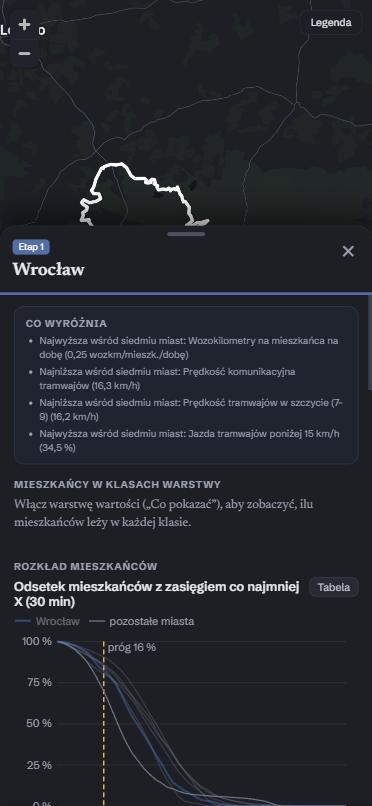 +
Legenda
−
Etap 1
Wrocław
×
CO WYRÓŻNIA
• Najwyższa wśród siedmiu miast: Wozokilometry na mieszkańca na
dobę (0,25 wozkm/mieszk./dobę)
• Najniższa wśród siedmiu miast: Prędkość komunikacyjna
tramwajów (16,3 km/h)
• Najniższa wśród siedmiu miast: Prędkość tramwajów w szczycie (7-
9) (16,2 km/h)
• Najwyższa wśród siedmiu miast: Jazda tramwajów poniżej 15 km/h
(34,5 %)
MIESZKAŃCY W KLASACH WARSTWY
Włącz warstwę wartości („Co pokazać”), aby zobaczyć, ilu
mieszkańców leży w każdej klasie.
ROZKŁAD MIESZKAŃCÓW
Odsetek mieszkańców z zasięgiem co najmniej
X (30 min)
Tabela
Wrocław
pozostałe miasta
100 %
próg 16 %
75 %
50 %
25 %
0 %